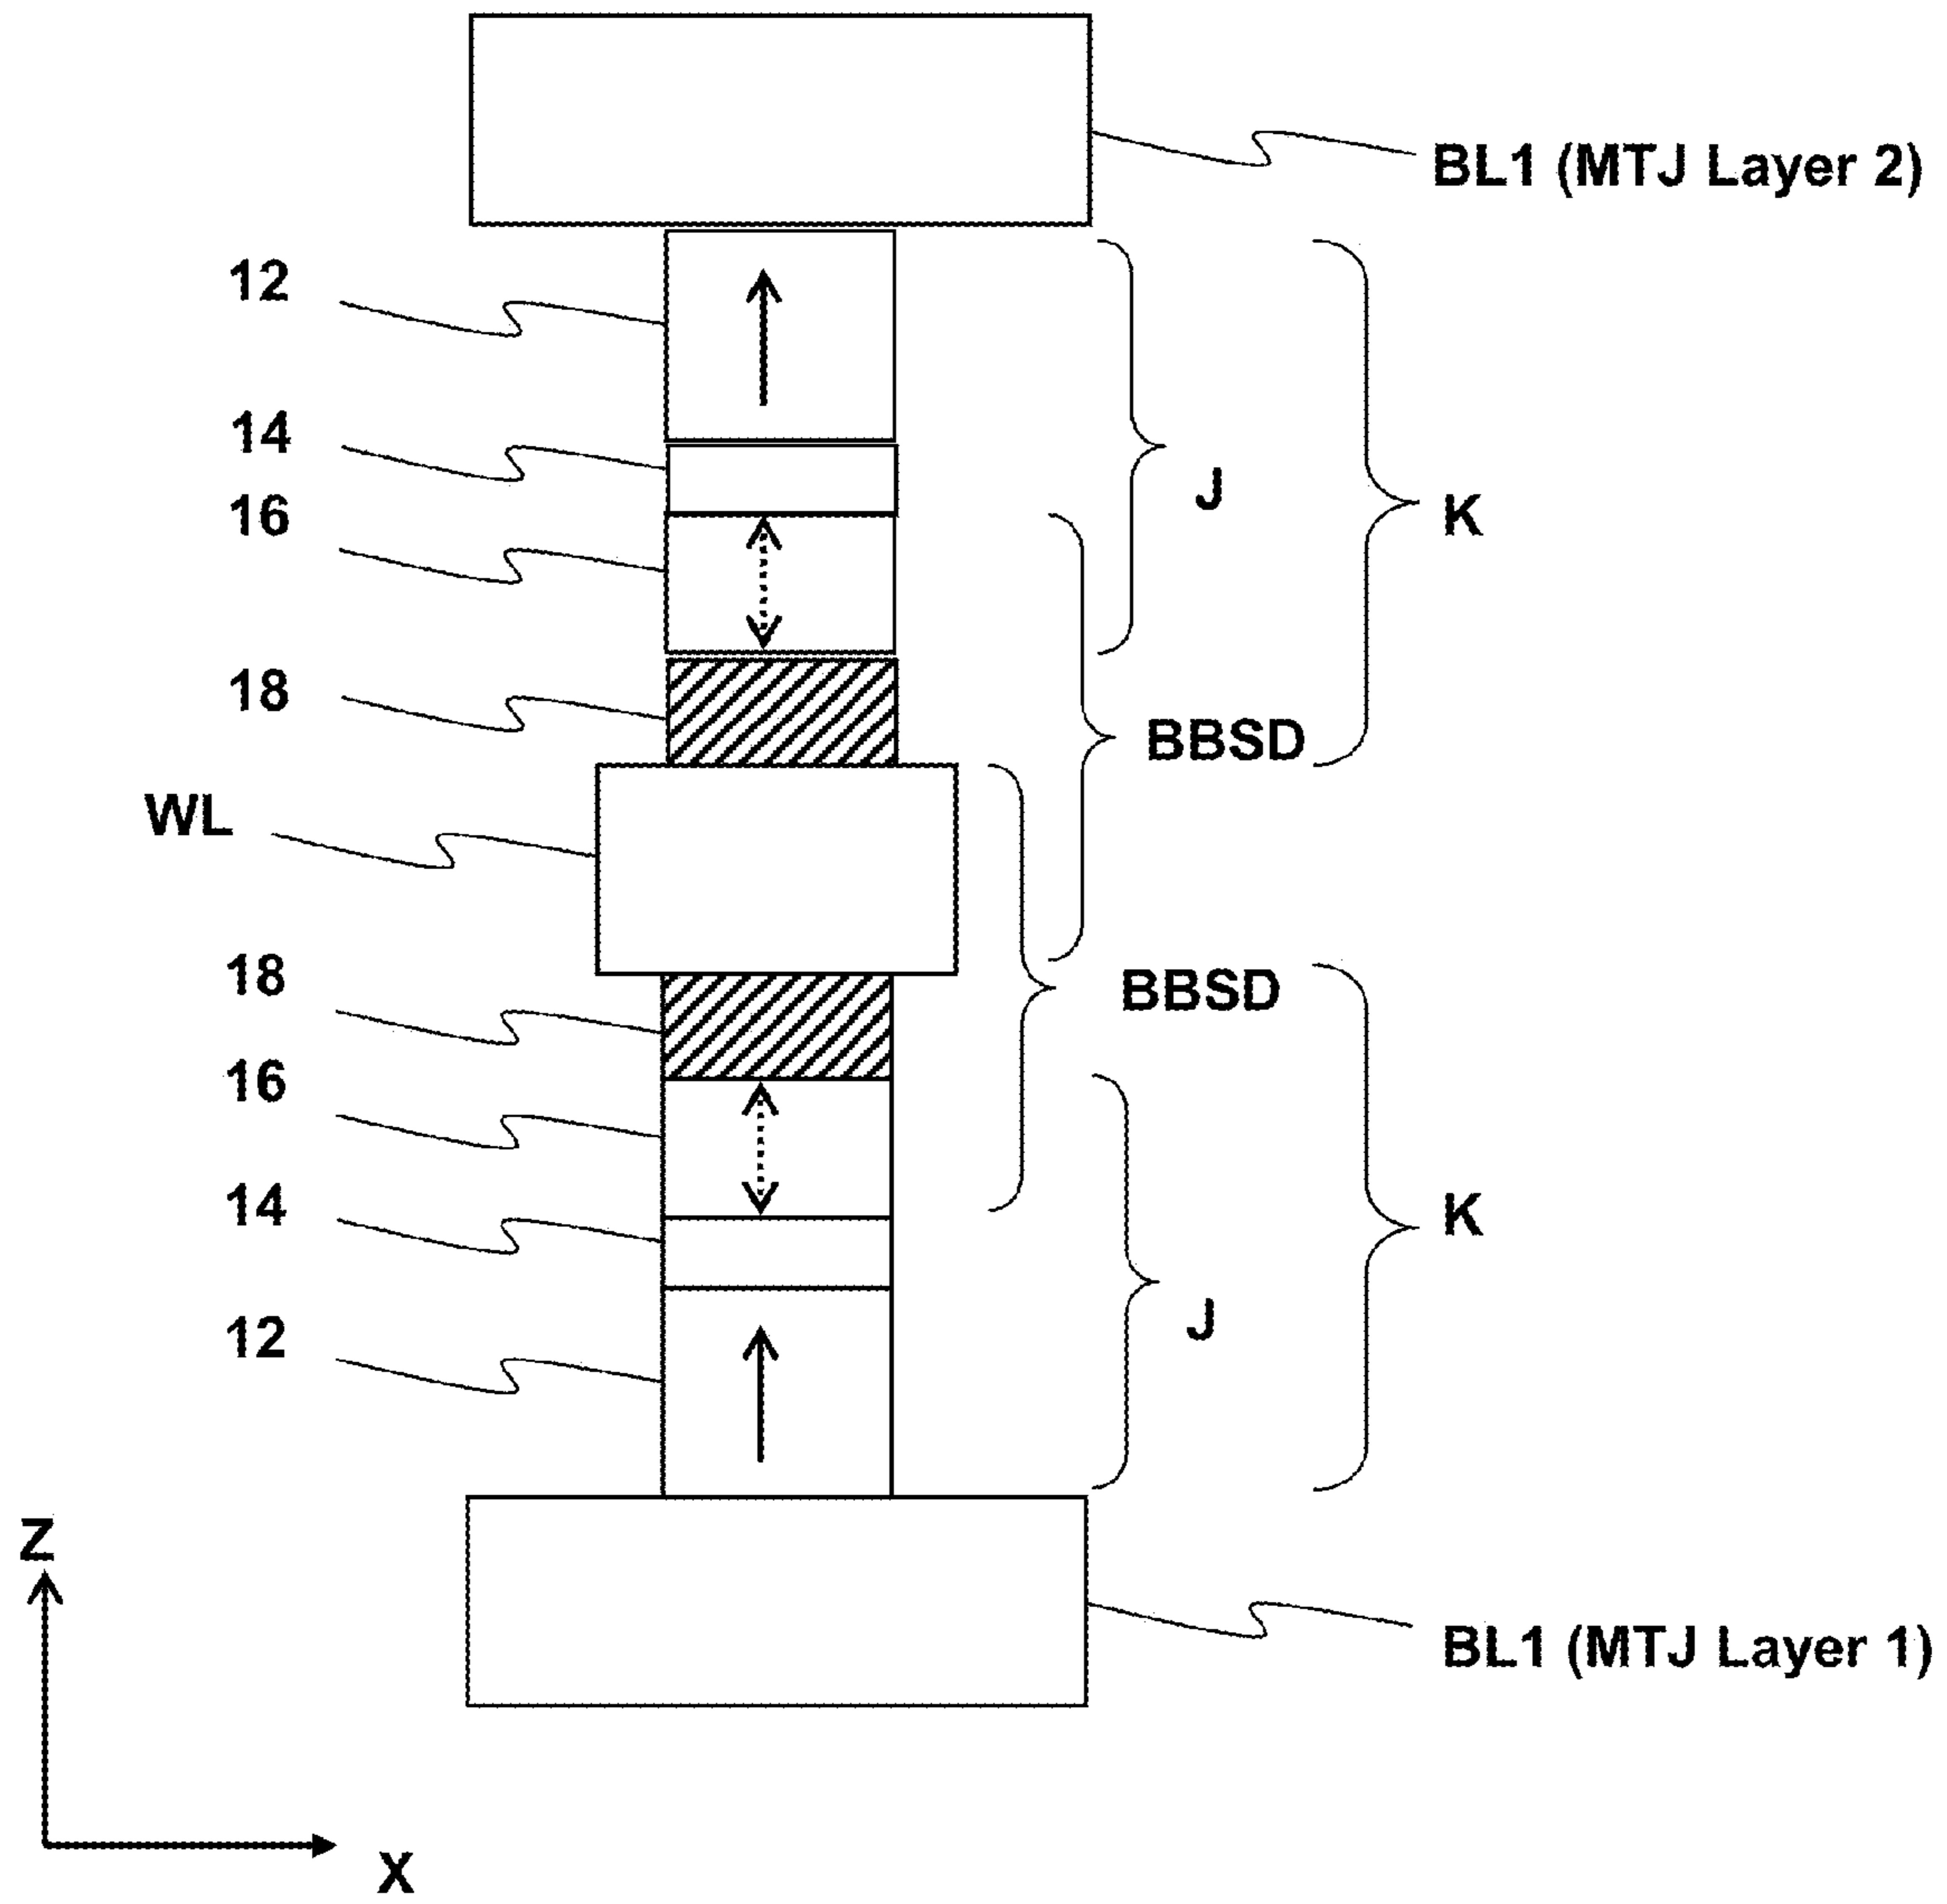 BL1 (MTJ Layer 2)
12
14
16
J
K
18
BBSD
WL
18
BBSD
16
14
K
12
J
Z
BL1 (MTJ Layer 1)
X